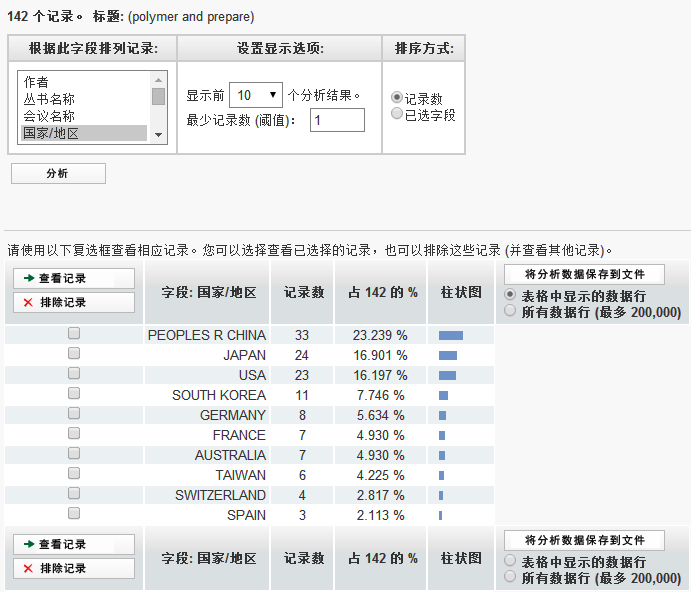 142 个记录。 标题: (polymer and prepare)
根据此字段排列记录: 设置显示选项: 排序方式:
作者
丛书名称
会议名称
国家/地区
显示前 10 个分析结果。
最少记录数 (阈值): 1
记录数
已选字段
分析
请使用以下复选框查看相应记录。您可以选择查看已选择的记录，也可以排除这些记录 (并查看其他记录)。
查看记录
排除记录
字段: 国家/地区 记录数 占 142 的 % 柱状图
将分析数据保存到文件
表格中显示的数据行
所有数据行 (最多 200,000)
PEOPLES R CHINA 33 23.239 %
JAPAN 24 16.901 %
USA 23 16.197 %
SOUTH KOREA 11 7.746 %
GERMANY 8 5.634 %
FRANCE 7 4.930 %
AUSTRALIA 7 4.930 %
TAIWAN 6 4.225 %
SWITZERLAND 4 2.817 %
SPAIN 3 2.113 %
查看记录
排除记录
字段: 国家/地区 记录数 占 142 的 % 柱状图
将分析数据保存到文件
表格中显示的数据行
所有数据行 (最多 200,000)